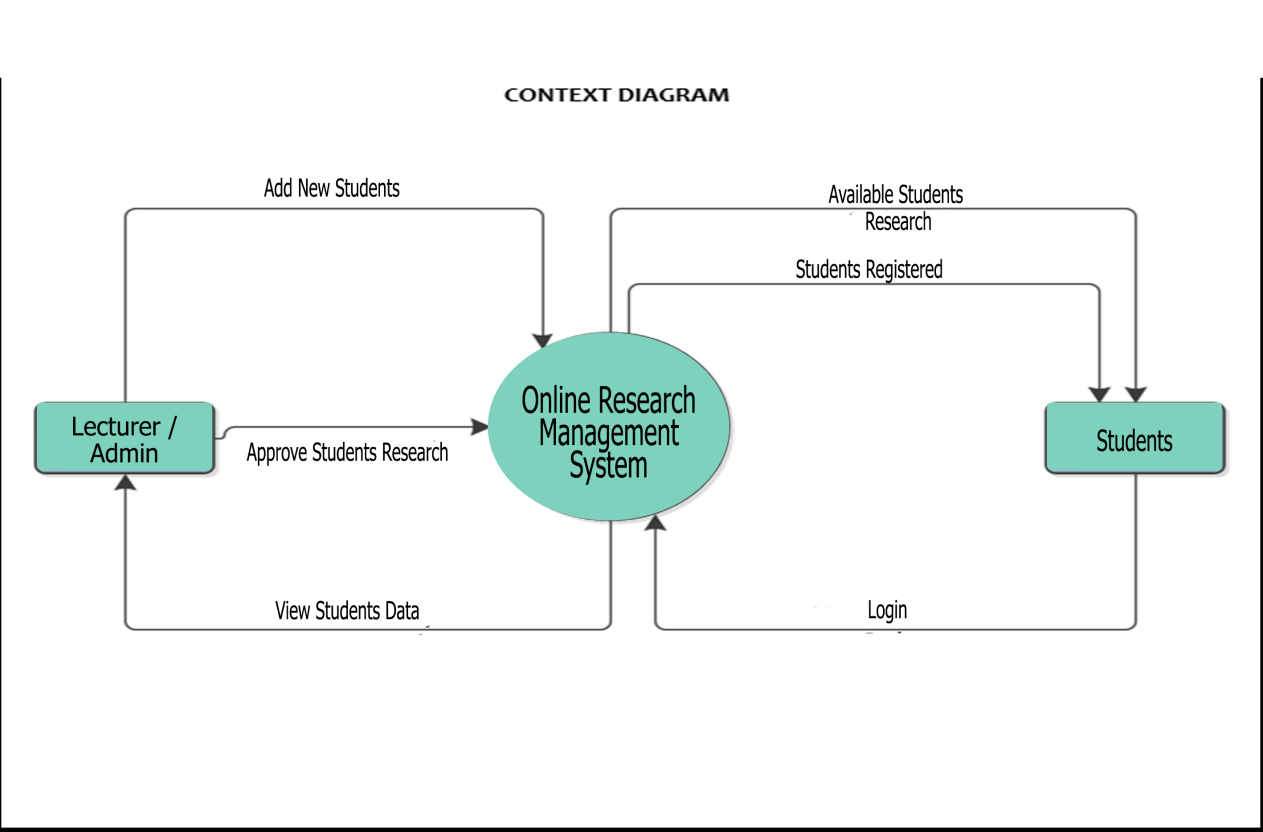 CONTEXT DIAGRAM
Add New Students
Available Students
Research
Students Registered
Lecturer /
Admin
Approve Students Research
Online Research
Management
System
Students
View Students Data
Login